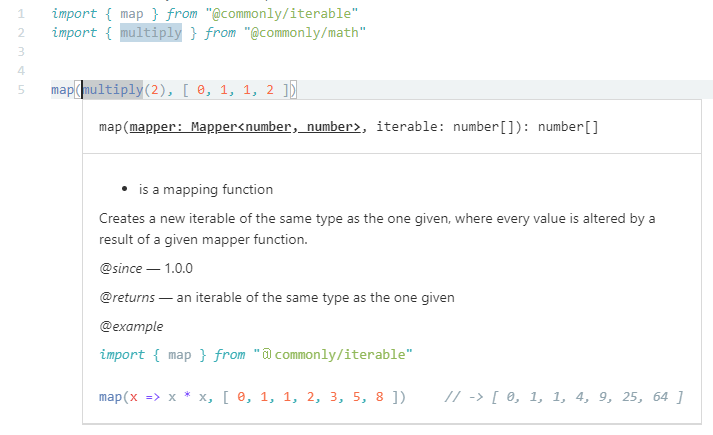 1 import { map } from "@commonly/iterable"
2 import { multiply } from "@commonly/math"
3
4
5 map(multiply(2), [ 0, 1, 1, 2 ])
map(mapper: Mapper<number, number>, iterable: number[]): number[]
• is a mapping function
Creates a new iterable of the same type as the one given, where every value is altered by a
result of a given mapper function.
@since — 1.0.0
@returns — an iterable of the same type as the one given
@example
import { map } from "@commonly/iterable"
map(x => x * x, [ 0, 1, 1, 2, 3, 5, 8 ]) // -> [ 0, 1, 1, 4, 9, 25, 64 ]